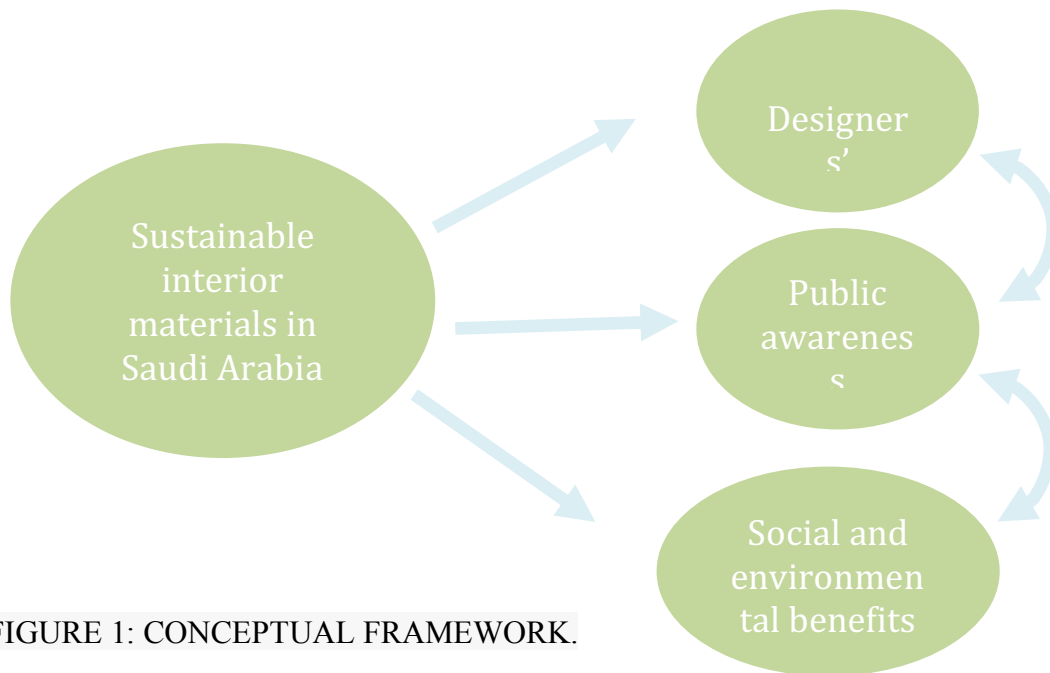 Designer
s’
Sustainable
interior
materials in
Saudi Arabia
Public
awarenes
s
Social and
environmen
tal benefits
FIGURE 1: CONCEPTUAL FRAMEWORK.